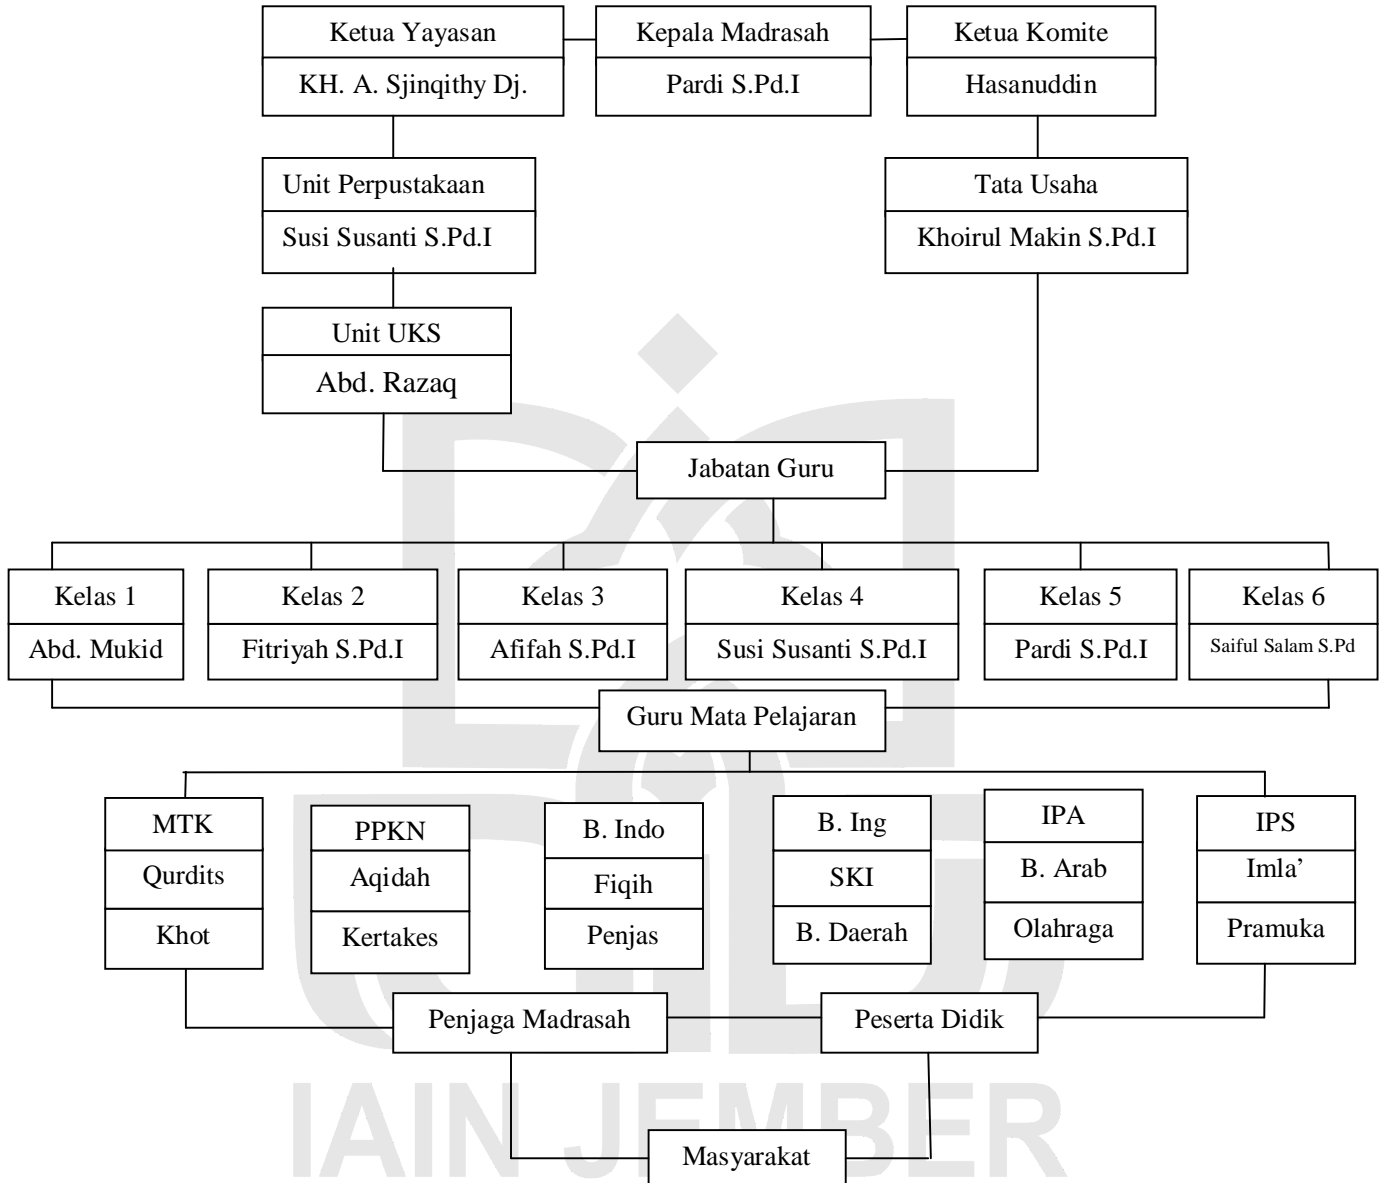 Ketua Yayasan
KH. A. Sjinqithy Dj.
Kepala Madrasah
Pardi S.Pd.I
Ketua Komite
Hasanuddin
Unit Perpustakaan
Susi Susanti S.Pd.I
Tata Usaha
Khoirul Makin S.Pd.I
Unit UKS
Abd. Razaq
Jabatan Guru
Kelas 1
Abd. Mukid
Kelas 2
Fitriyah S.Pd.I
Kelas 3
Afifah S.Pd.I
Kelas 4
Susi Susanti S.Pd.I
Kelas 5
Pardi S.Pd.I
Kelas 6
Saiful Salam S.Pd
Guru Mata Pelajaran
MTK
Qurdits
Khot
PPKN
Aqidah
Kertakes
B. Indo
Fiqih
Penjas
B. Ing
SKI
B. Daerah
IPA
B. Arab
Olahraga
IPS
Imla’
Pramuka
Penjaga Madrasah
Peserta Didik
Masyarakat
IAIN JEMBER